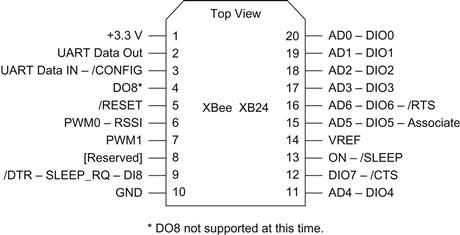 Top View
+3.3 V 1 20 AD0 – DIO0
UART Data Out 2 19 AD1 – DIO1
UART Data IN – /CONFIG 3 18 AD2 – DIO2
DO8* 4 17 AD3 – DIO3
/RESET 5 XBee XB24 16 AD6 – DIO6 – /RTS
PWM0 – RSSI 6 15 AD5 – DIO5 – Associate
PWM1 7 14 VREF
[Reserved] 8 13 ON – /SLEEP
/DTR – SLEEP_RQ – DI8 9 12 DIO7 – /CTS
GND 10 11 AD4 – DIO4
* DO8 not supported at this time.